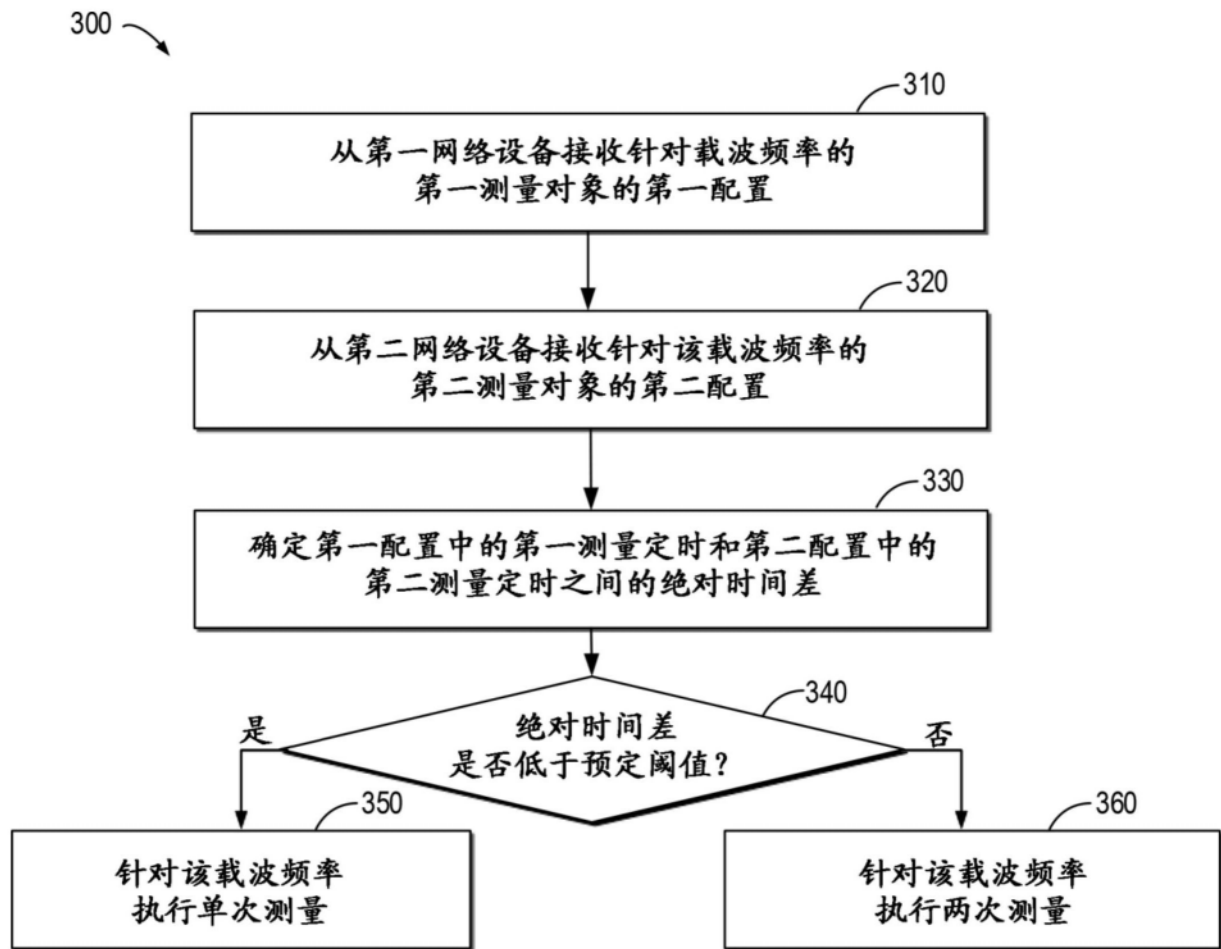 300
310
从第一网络设备接收针对载波频率的
第一测量对象的第一配置
320
从第二网络设备接收针对该载波频率的
第二测量对象的第二配置
330
确定第一配置中的第一测量定时和第二配置中的
第二测量定时之间的绝对时间差
340
绝对时间差
是否低于预定阈值?
是
否
350
针对该载波频率
执行单次测量
360
针对该载波频率
执行两次测量